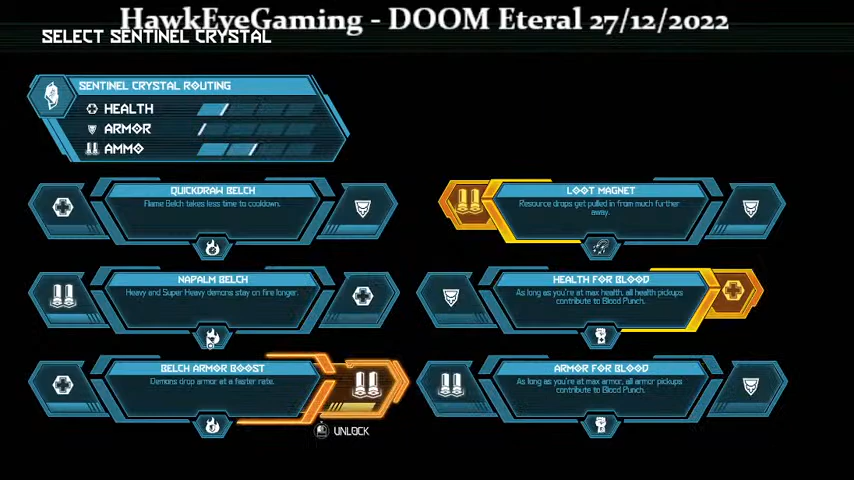 HawkEyeGaming - DOOM Eteral 27/12/2022
SELECT SENTINEL CRYSTAL
SENTINEL CRYSTAL ROUTING
HEALTH
ARMOR
AMMO
QUICKDRAW BELCH
Flame Belch takes less time to cooldown.
LOOT MAGNET
Resource drops get pulled in from much further
away.
NAPALM BELCH
Heavy and Super Heavy demons stay on fire longer.
HEALTH FOR BLOOD
As long as you're at max health, all health pickups
contribute to Blood Punch.
BELCH ARMOR BOOST
Demons drop armor at a faster rate.
ARMOR FOR BLOOD
As long as you're at max armor, all armor pickups
contribute to Blood Punch.
UNLOCK